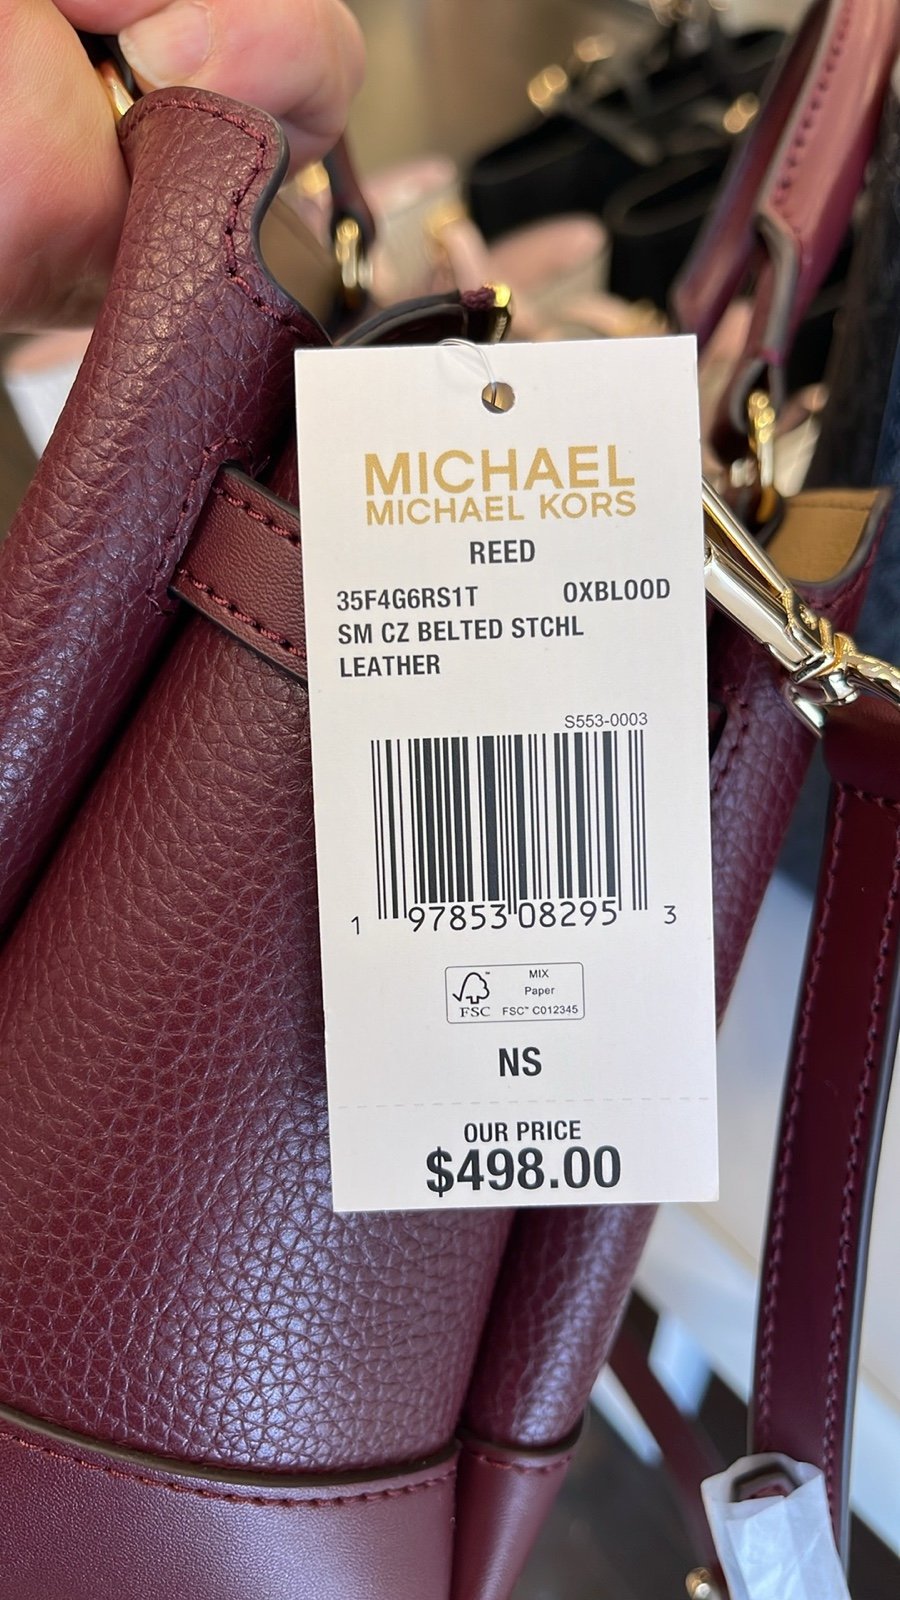 MICHAEL
MICHAEL KORS
REED
35F4G6RS1T OXBLOOD
SM CZ BELTED STCHL
LEATHER
S553-0003
1 97853 08295 3
FSC™
MIX
Paper
FSC™ C012345
NS
OUR PRICE
$498.00